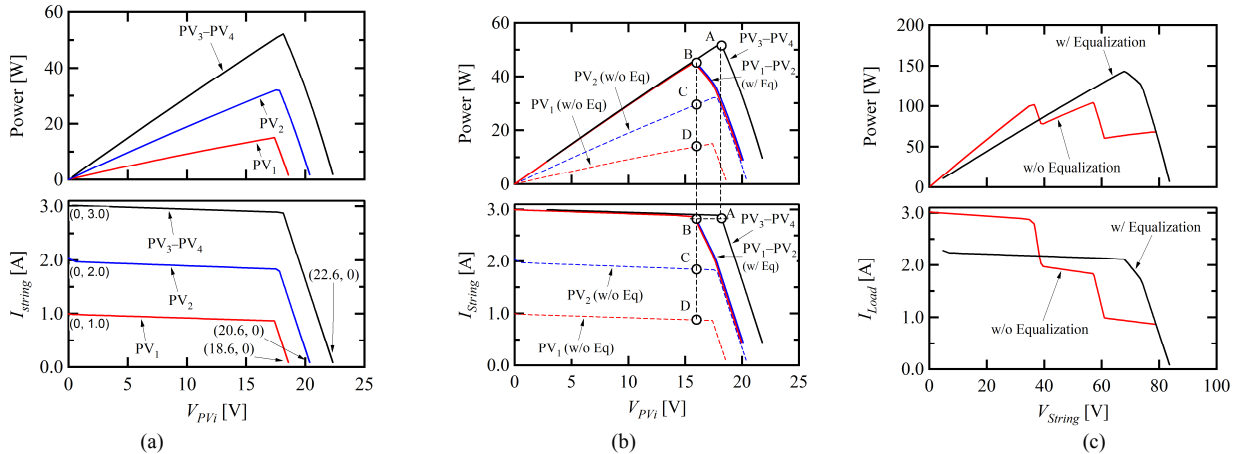 60
40
20
0
Power [W]
PV3–PV4
PV2
PV1
3.0
2.0
1.0
0.0
IString [A]
(0, 3.0)
PV3–PV4
(0, 2.0)
PV2
(22.6, 0)
(0, 1.0)
PV1
(20.6, 0)
(18.6, 0)
0 5 10 15 20 25
VPVi [V]
(a)
60
40
20
0
Power [W]
A
B
PV3–PV4
PV1–PV2
(w/ Eq)
PV2 (w/o Eq)
C
PV1 (w/o Eq)
D
3.0
2.0
1.0
0.0
IString [A]
A
B
PV3–PV4
PV1–PV2
(w/ Eq)
C
PV2 (w/o Eq)
D
PV1 (w/o Eq)
0 5 10 15 20 25
VPVi [V]
(b)
200
150
100
50
0
Power [W]
w/ Equalization
w/o Equalization
3.0
2.0
1.0
0.0
ILoad [A]
w/ Equalization
w/o Equalization
0 20 40 60 80 100
VString [V]
(c)